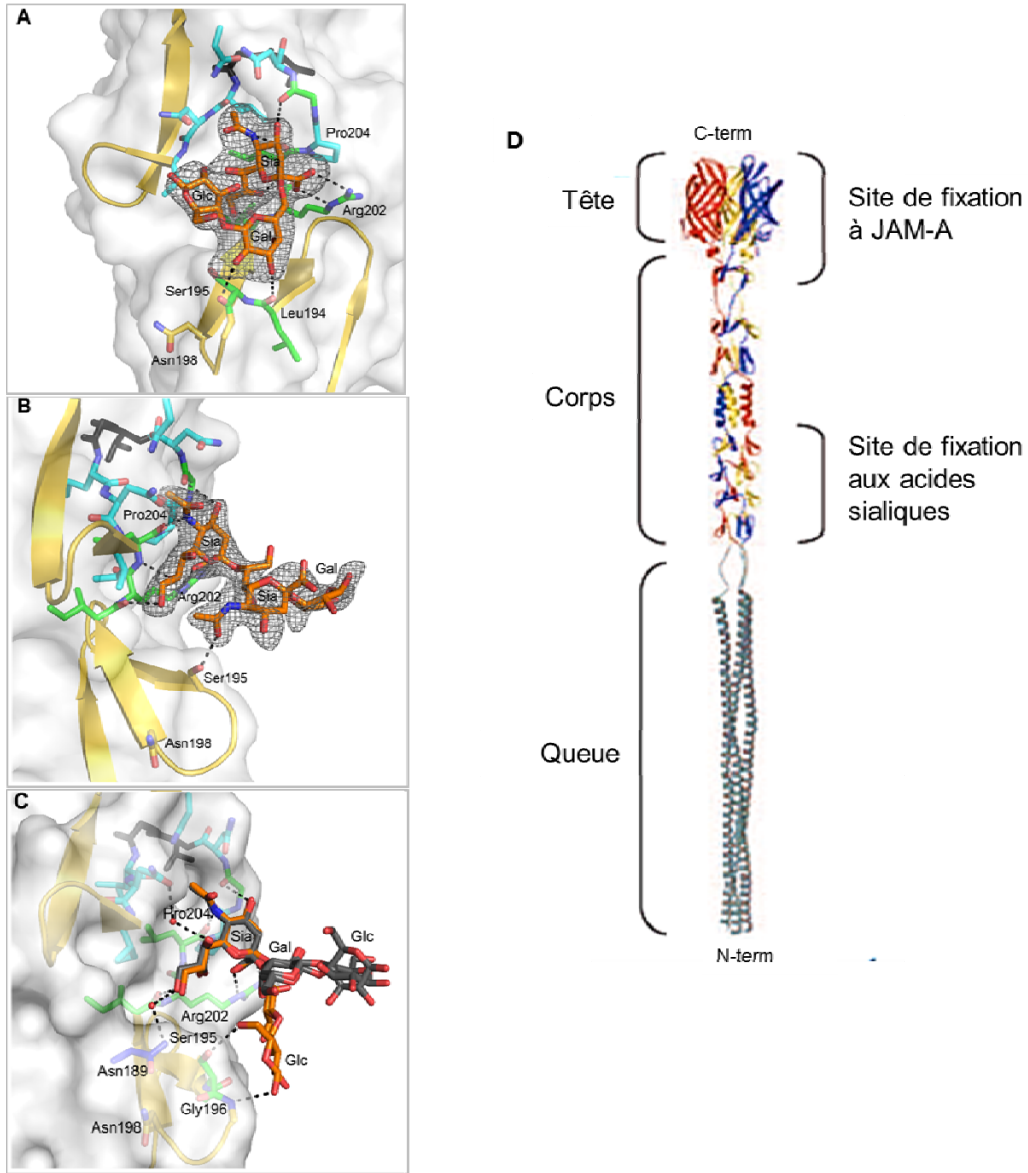 A
Pro204
Sia
Glc
Arg202
Gal
Ser195
Leu194
Asn198
B
Pro204
Sia
Gal
Arg202
Sia
Ser195
Asn198
C
Pro204
Sia
Gal
Glc
Arg202
Ser195
Asn189
Glc
Gly196
Asn198
D
C-term
Tête
Site de fixation
à JAM-A
Corps
Site de fixation
aux acides
sialiques
Queue
N-term